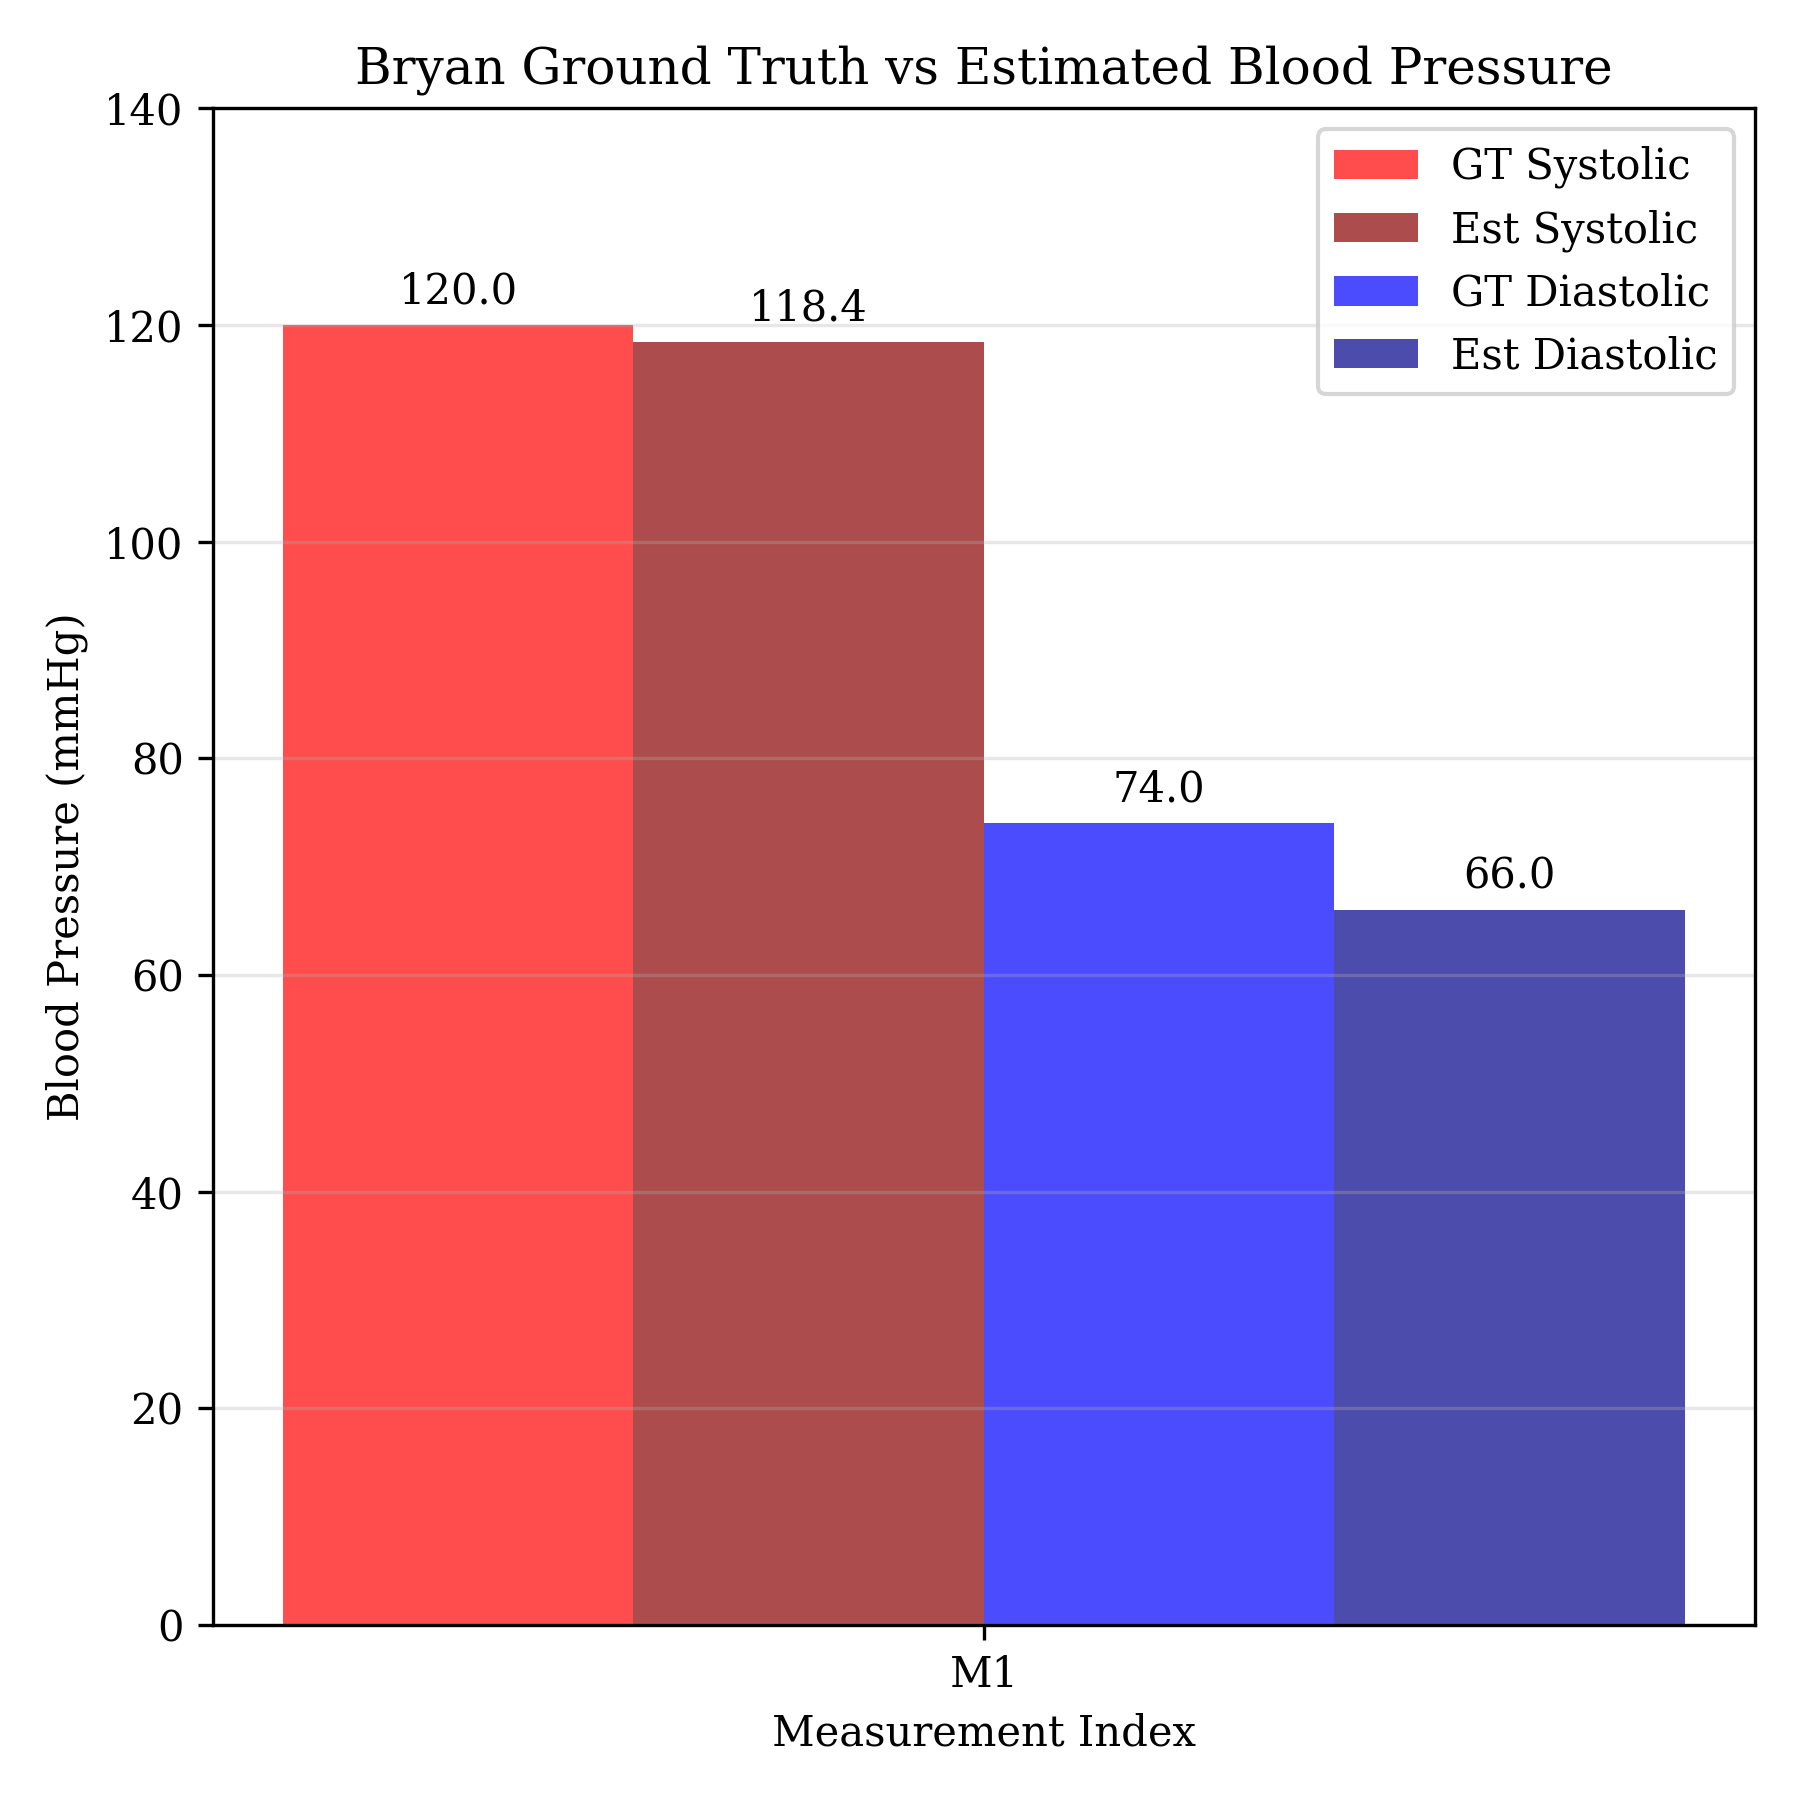 Bryan Ground Truth vs Estimated Blood Pressure
140
120
100
80
60
40
20
0
Blood Pressure (mmHg)
GT Systolic
Est Systolic
GT Diastolic
Est Diastolic
120.0
118.4
74.0
66.0
M1
Measurement Index